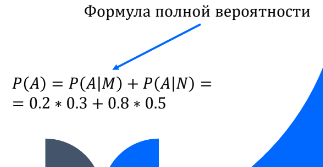 Формула полной вероятности
P(A) = P(A|M) + P(A|N) =
= 0.2 * 0.3 + 0.8 * 0.5